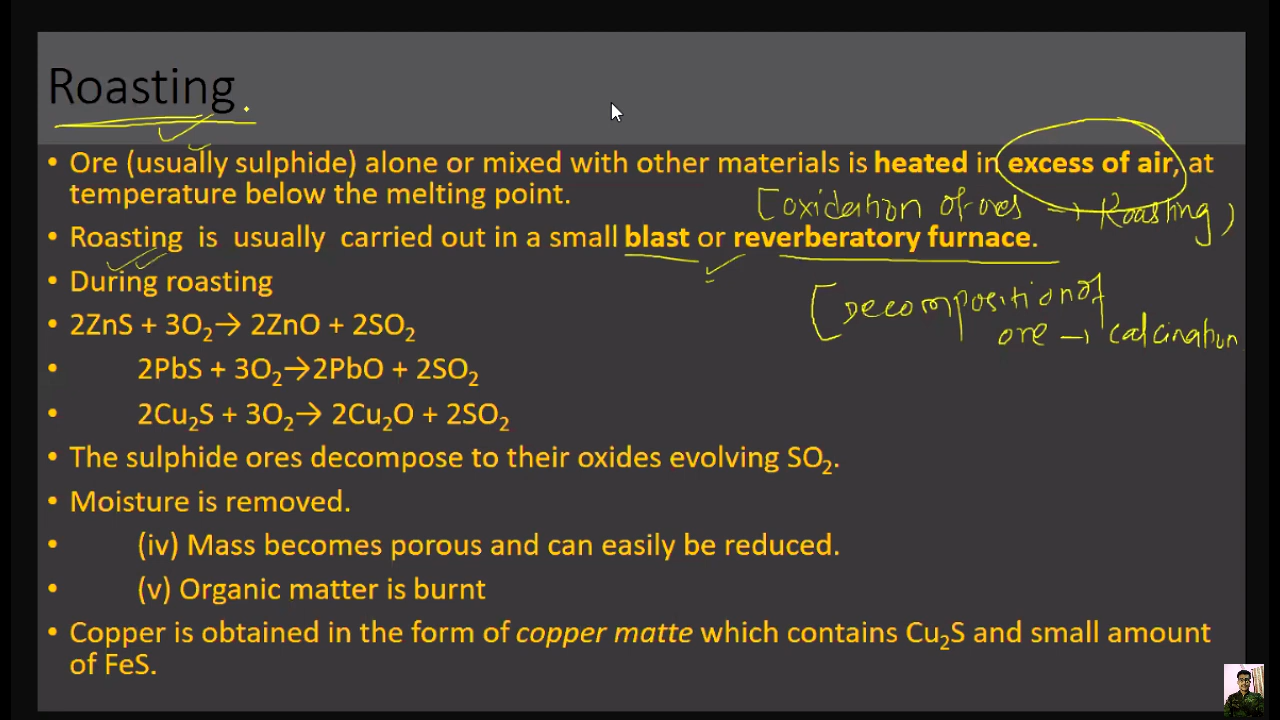 Roasting
• Ore (usually sulphide) alone or mixed with other materials is heated in excess of air, at
temperature below the melting point.
[oxidation of ores → Roasting)
• Roasting is usually carried out in a small blast or reverberatory furnace.
• During roasting
[Decomposition of
ore → calcination
• 2ZnS + 3O₂→ 2ZnO + 2SO₂
• 2PbS + 3O₂→2PbO + 2SO₂
• 2Cu₂S + 3O₂→ 2Cu₂O + 2SO₂
• The sulphide ores decompose to their oxides evolving SO₂.
• Moisture is removed.
• (iv) Mass becomes porous and can easily be reduced.
• (v) Organic matter is burnt
• Copper is obtained in the form of copper matte which contains Cu₂S and small amount
of FeS.